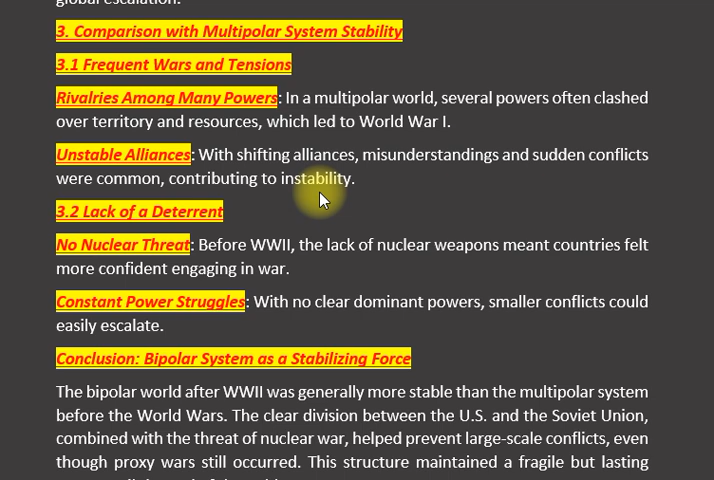 global escalation.
3. Comparison with Multipolar System Stability
3.1 Frequent Wars and Tensions
Rivalries Among Many Powers: In a multipolar world, several powers often clashed
over territory and resources, which led to World War I.
Unstable Alliances: With shifting alliances, misunderstandings and sudden conflicts
were common, contributing to instability.
3.2 Lack of a Deterrent
No Nuclear Threat: Before WWII, the lack of nuclear weapons meant countries felt
more confident engaging in war.
Constant Power Struggles: With no clear dominant powers, smaller conflicts could
easily escalate.
Conclusion: Bipolar System as a Stabilizing Force
The bipolar world after WWII was generally more stable than the multipolar system
before the World Wars. The clear division between the U.S. and the Soviet Union,
combined with the threat of nuclear war, helped prevent large-scale conflicts, even
though proxy wars still occurred. This structure maintained a fragile but lasting